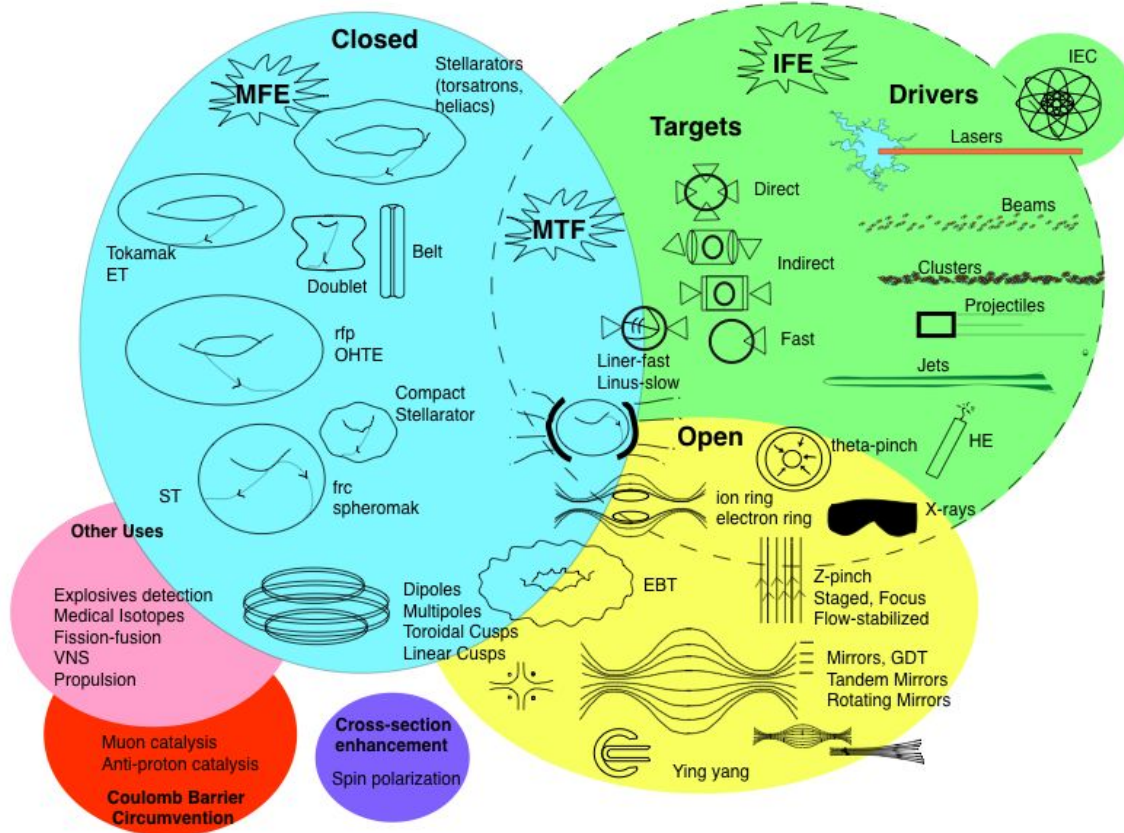 Closed
MFE
Stellarators
(torsatrons,
heliacs)
Tokamak
ET
Doublet
Belt
rfp
OHTE
Compact
Stellarator
ST
frc
spheromak
Dipoles
Multipoles
Toroidal Cusps
Linear Cusps
MTF
Liner-fast
Linus-slow
IFE
Targets
Direct
Indirect
Fast
Drivers
IEC
Lasers
Beams
Clusters
Projectiles
Jets
HE
X-rays
Open
theta-pinch
ion ring
electron ring
EBT
Z-pinch
Staged, Focus
Flow-stabilized
Mirrors, GDT
Tandem Mirrors
Rotating Mirrors
Ying yang
Other Uses
Explosives detection
Medical Isotopes
Fission-fusion
VNS
Propulsion
Muon catalysis
Anti-proton catalysis
Coulomb Barrier
Circumvention
Cross-section
enhancement
Spin polarization